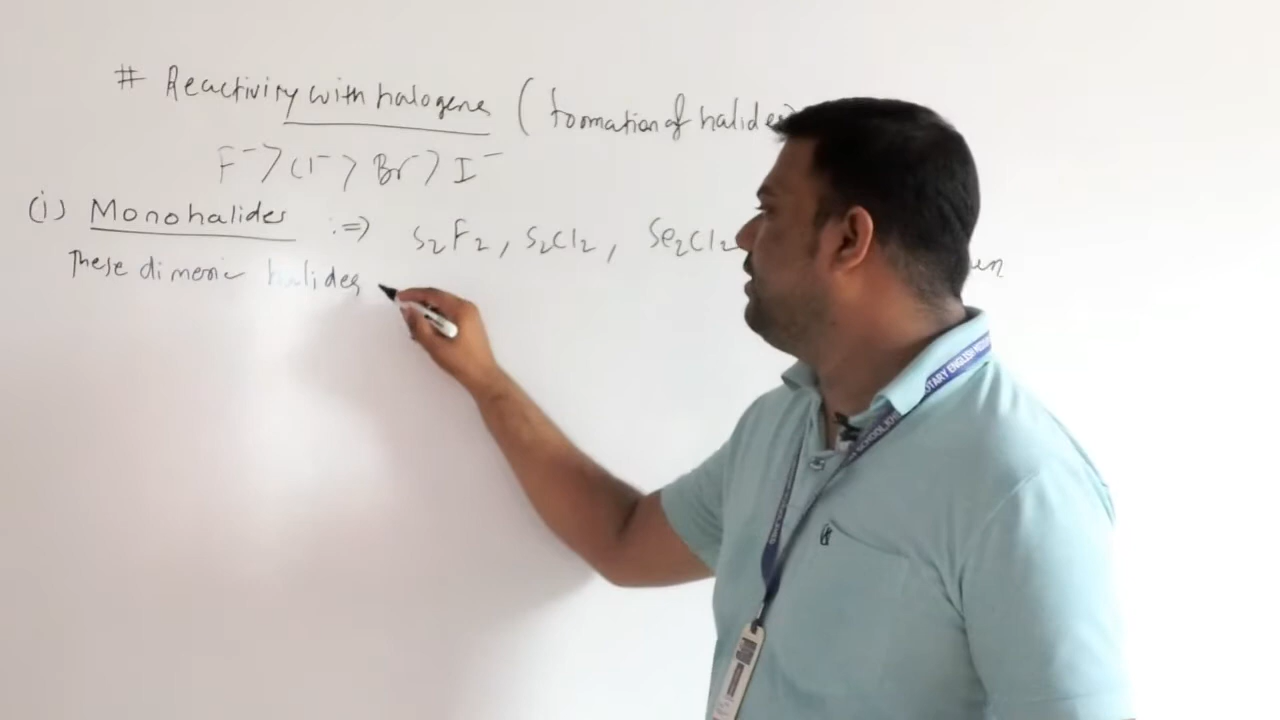 # Reactivity with halogens (formation of halides)
F⁻ > Cl⁻ > Br > I⁻
(i) Monohalides :⇒ S₂F₂, S₂Cl₂, Se₂Cl₂
These dimeric halides